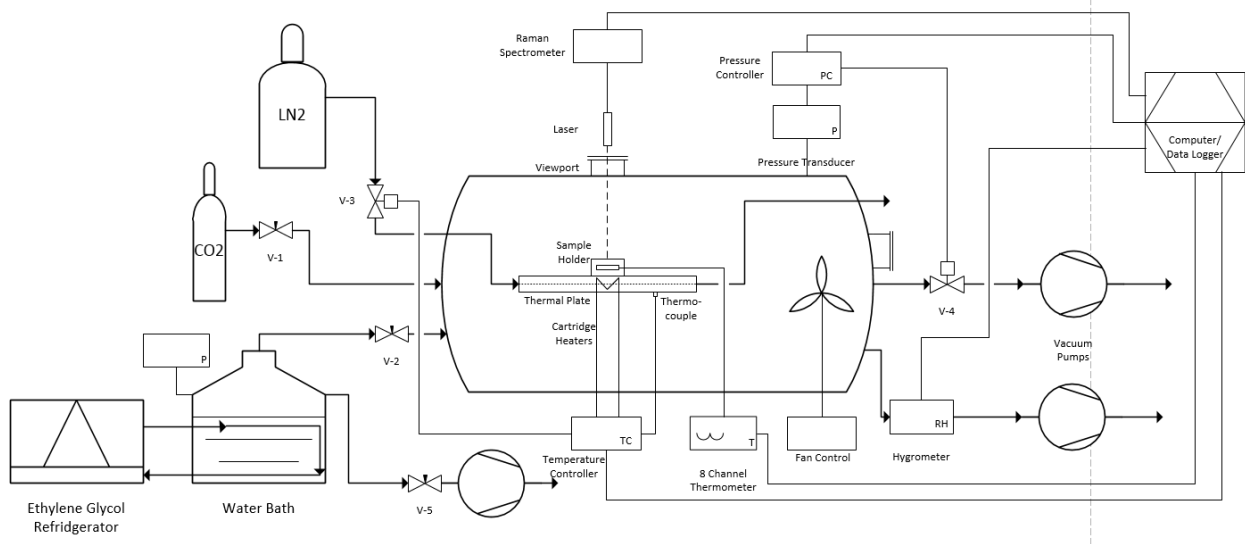 Raman
Spectrometer
Pressure
Controller
PC
LN2
P
Computer/
Data Logger
Laser
Viewport
Pressure Transducer
V-3
CO2
V-1
Sample
Holder
Thermal Plate
Thermo-
couple
Cartridge
Heaters
V-4
V-2
P
Vacuum
Pumps
TC
T
RH
Temperature
Controller
8 Channel
Thermometer
Fan Control
Hygrometer
V-5
Ethylene Glycol
Refridgerator
Water Bath